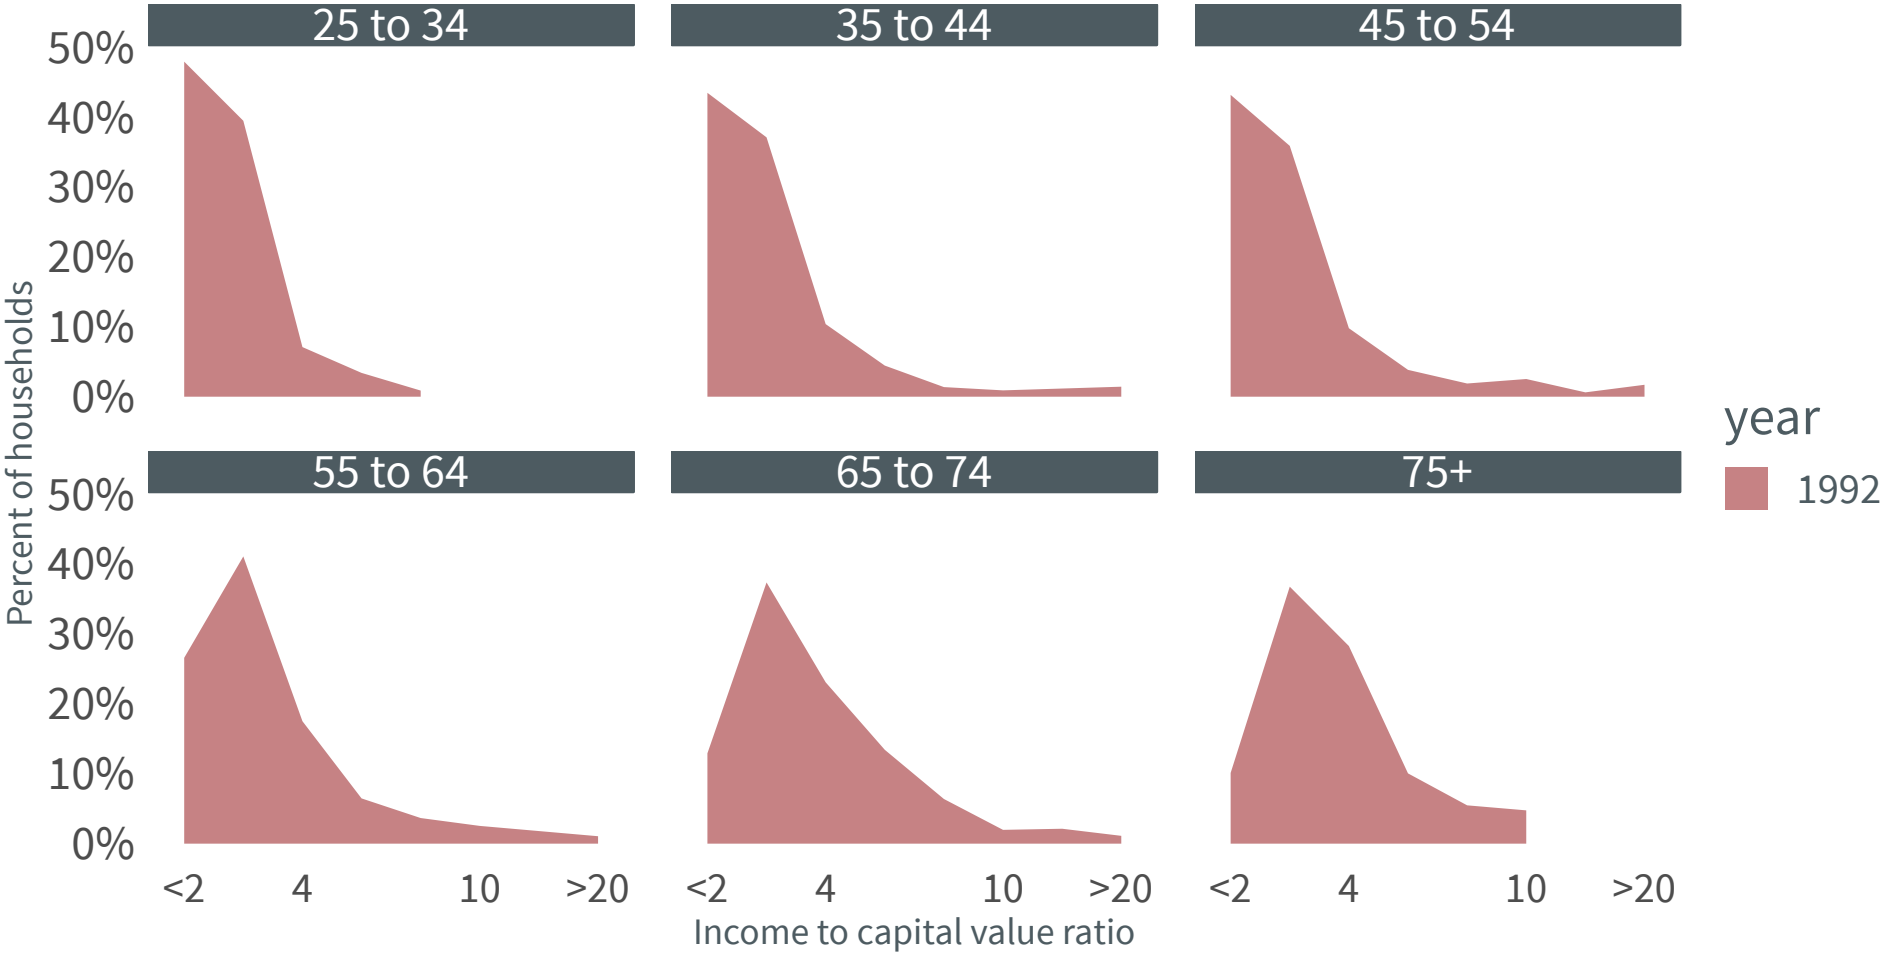 25 to 34
35 to 44
45 to 54
50%
40%
30%
20%
10%
0%
55 to 64
65 to 74
75+
50%
40%
30%
20%
10%
0%
<2 4 10 >20
<2 4 10 >20
<2 4 10 >20
Income to capital value ratio
Percent of households
year
1992